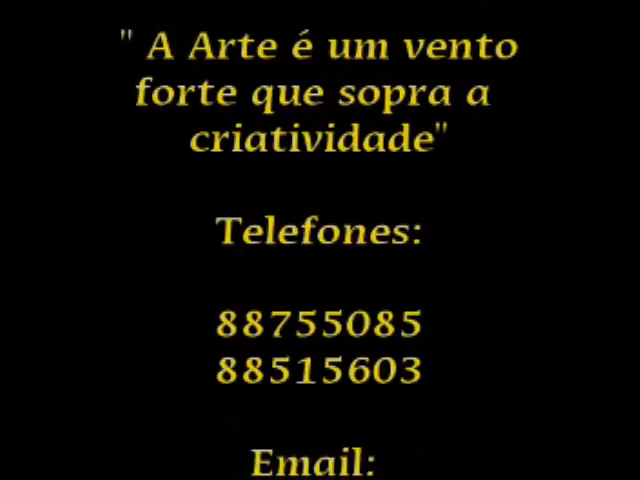 " A Arte é um vento
forte que sopra a
criatividade"
Telefones:
88755085
88515603
Email: